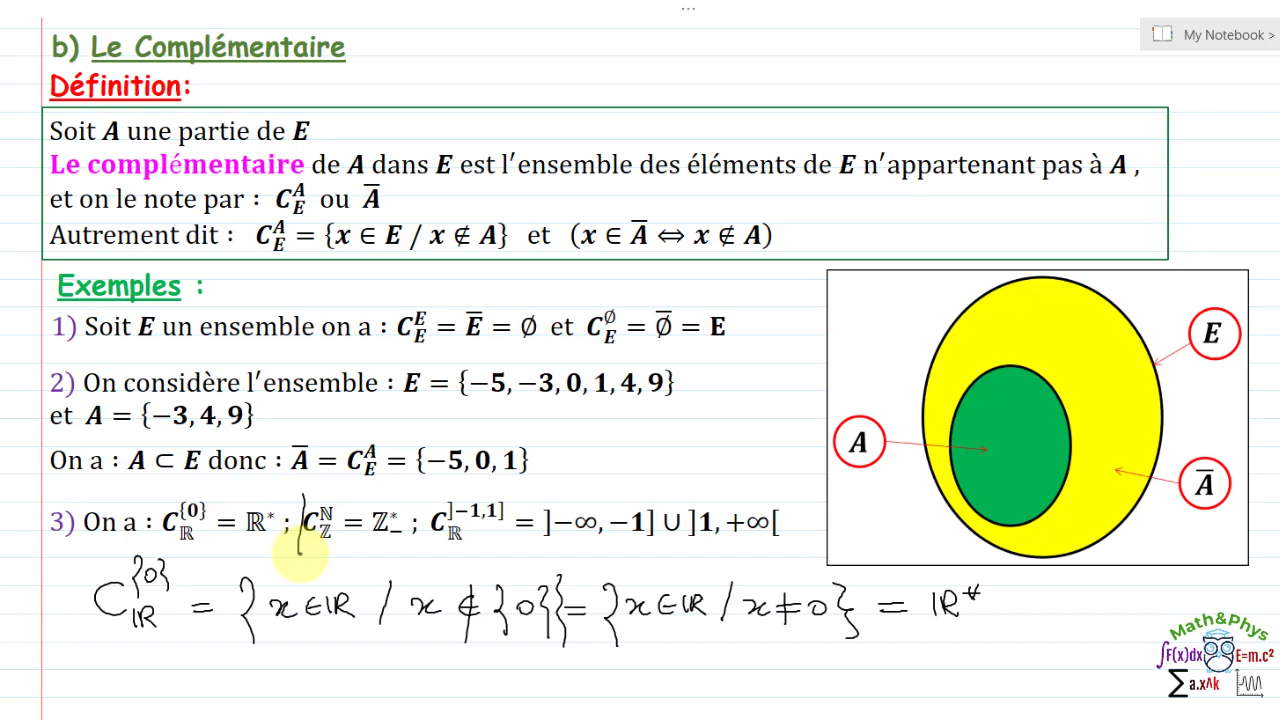 ...
My Notebook >
b) Le Complémentaire
Définition:
Soit A une partie de E
Le complémentaire de A dans E est l'ensemble des éléments de E n'appartenant pas à A ,
et on le note par : C_E^A ou A̅
Autrement dit : C_E^A = {x ∈ E / x ∉ A} et (x ∈ A̅ ⇔ x ∉ A)
Exemples :
1) Soit E un ensemble on a : C_E^E = E̅ = ∅ et C_E^∅ = ∅̅ = E
2) On considère l'ensemble : E = {−5, −3, 0, 1, 4, 9}
et A = {−3, 4, 9}
On a : A ⊂ E donc : A̅ = C_E^A = {−5, 0, 1}
3) On a : C_ℝ^{0} = ℝ* ; C_ℤ^ℕ = ℤ_−^* ; C_ℝ^]−1,1] = ]−∞, −1] ∪ ]1, +∞[
C_ℝ^{0} = {x ∈ ℝ / x ∉ {0}} = {x ∈ ℝ / x ≠ 0} = ℝ*
E
A
A̅
Math&Phys
∫F(x)dx E=m.c²
∑ a.x^k